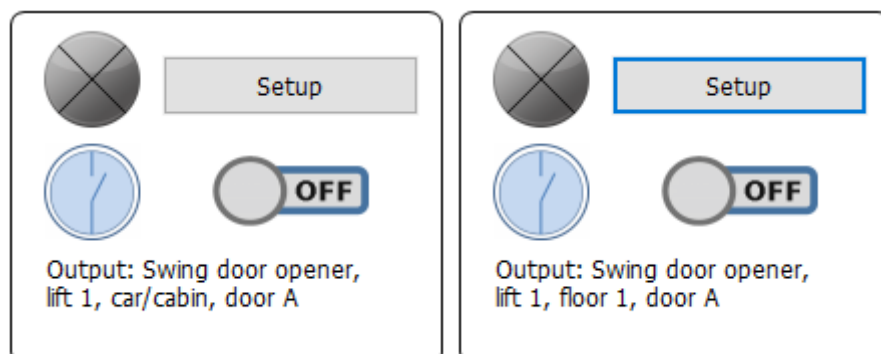 Setup
OFF
Output: Swing door opener,
lift 1, car/cabin, door A
Setup
OFF
Output: Swing door opener,
lift 1, floor 1, door A